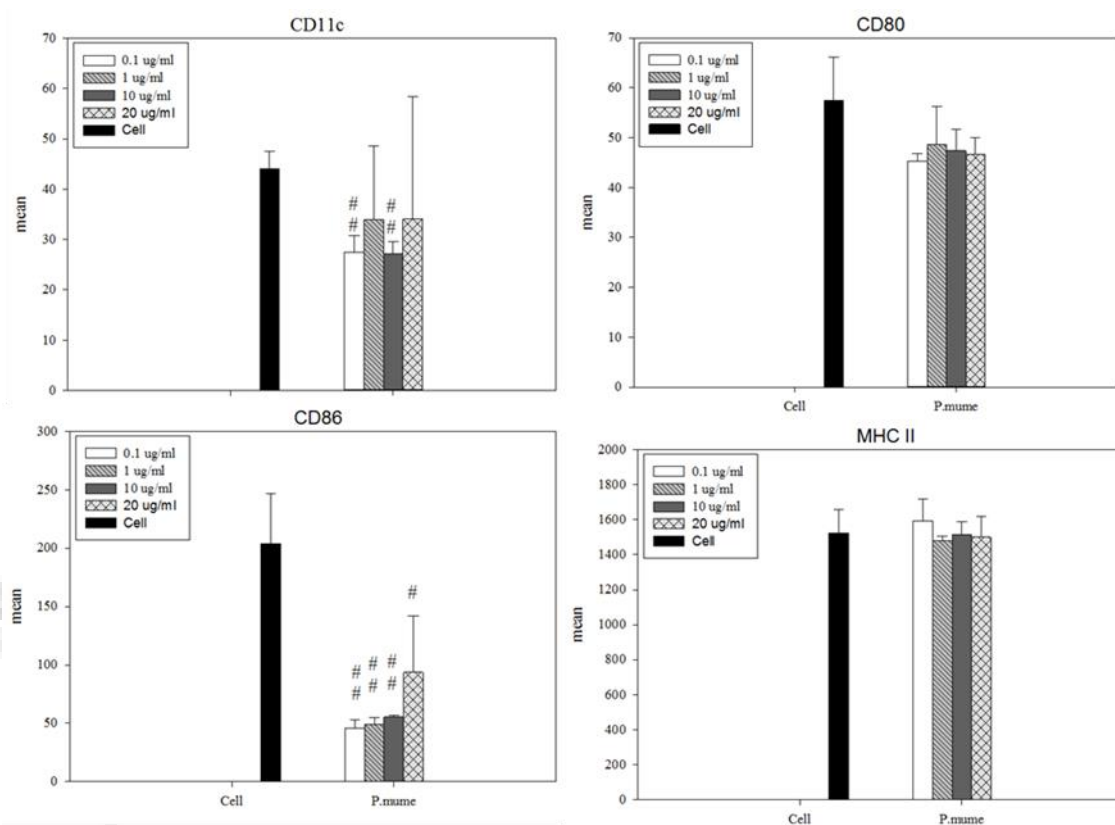 CD11c
70
60
50
40
30
20
10
0
mean
0.1 ug/ml
1 ug/ml
10 ug/ml
20 ug/ml
Cell
#
#
#
#
CD80
70
60
50
40
30
20
10
0
mean
0.1 ug/ml
1 ug/ml
10 ug/ml
20 ug/ml
Cell
Cell P.mume
CD86
300
250
200
150
100
50
0
mean
0.1 ug/ml
1 ug/ml
10 ug/ml
20 ug/ml
Cell
#
#
#
#
#
#
#
Cell P.mume
MHC II
2000
1800
1600
1400
1200
1000
800
600
400
200
0
mean
0.1 ug/ml
1 ug/ml
10 ug/ml
20 ug/ml
Cell
Cell P.mume